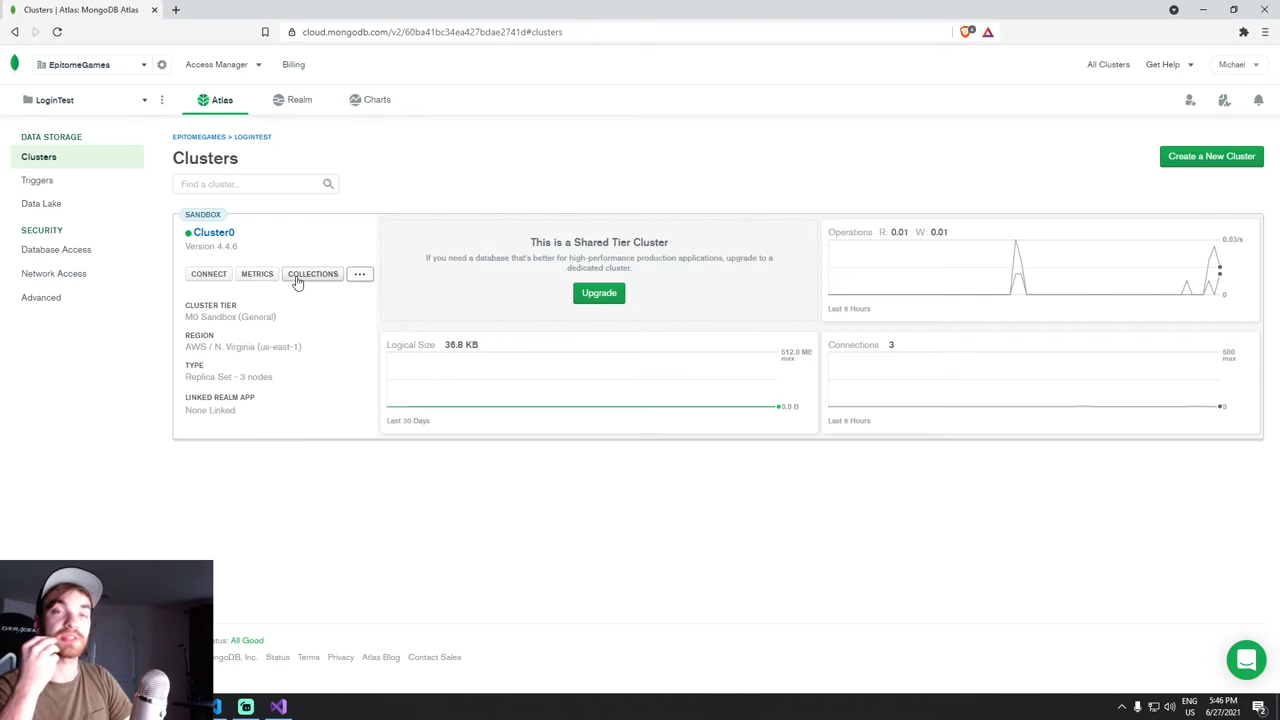 Clusters | Atlas: MongoDB Atlas
cloud.mongodb.com/v2/60ba41bc34ea427bdae2741d#clusters
EpitomeGames
Access Manager
Billing
All Clusters
Get Help
Michael
LoginTest
Atlas
Realm
Charts
DATA STORAGE
Clusters
Triggers
Data Lake
SECURITY
Database Access
Network Access
Advanced
EPITOMEGAMES > LOGINTEST
Clusters
Create a New Cluster
Find a cluster...
SANDBOX
Cluster0
Version 4.4.6
CONNECT
METRICS
COLLECTIONS
...
CLUSTER TIER
M0 Sandbox (General)
REGION
AWS / N. Virginia (us-east-1)
TYPE
Replica Set - 3 nodes
LINKED REALM APP
None Linked
This is a Shared Tier Cluster
If you need a database that's better for high-performance production applications, upgrade to a
dedicated cluster.
Upgrade
Operations R: 0.01 W: 0.01
0.03/s
0
Last 6 Hours
Logical Size 36.8 KB
512.0 MB
max
0.0 B
Last 30 Days
Connections 3
500
max
0
Last 6 Hours
tus: All Good
ongoDB, Inc.
Status
Terms
Privacy
Atlas Blog
Contact Sales
DXRACER
ENG
US
5:46 PM
6/27/2021
2